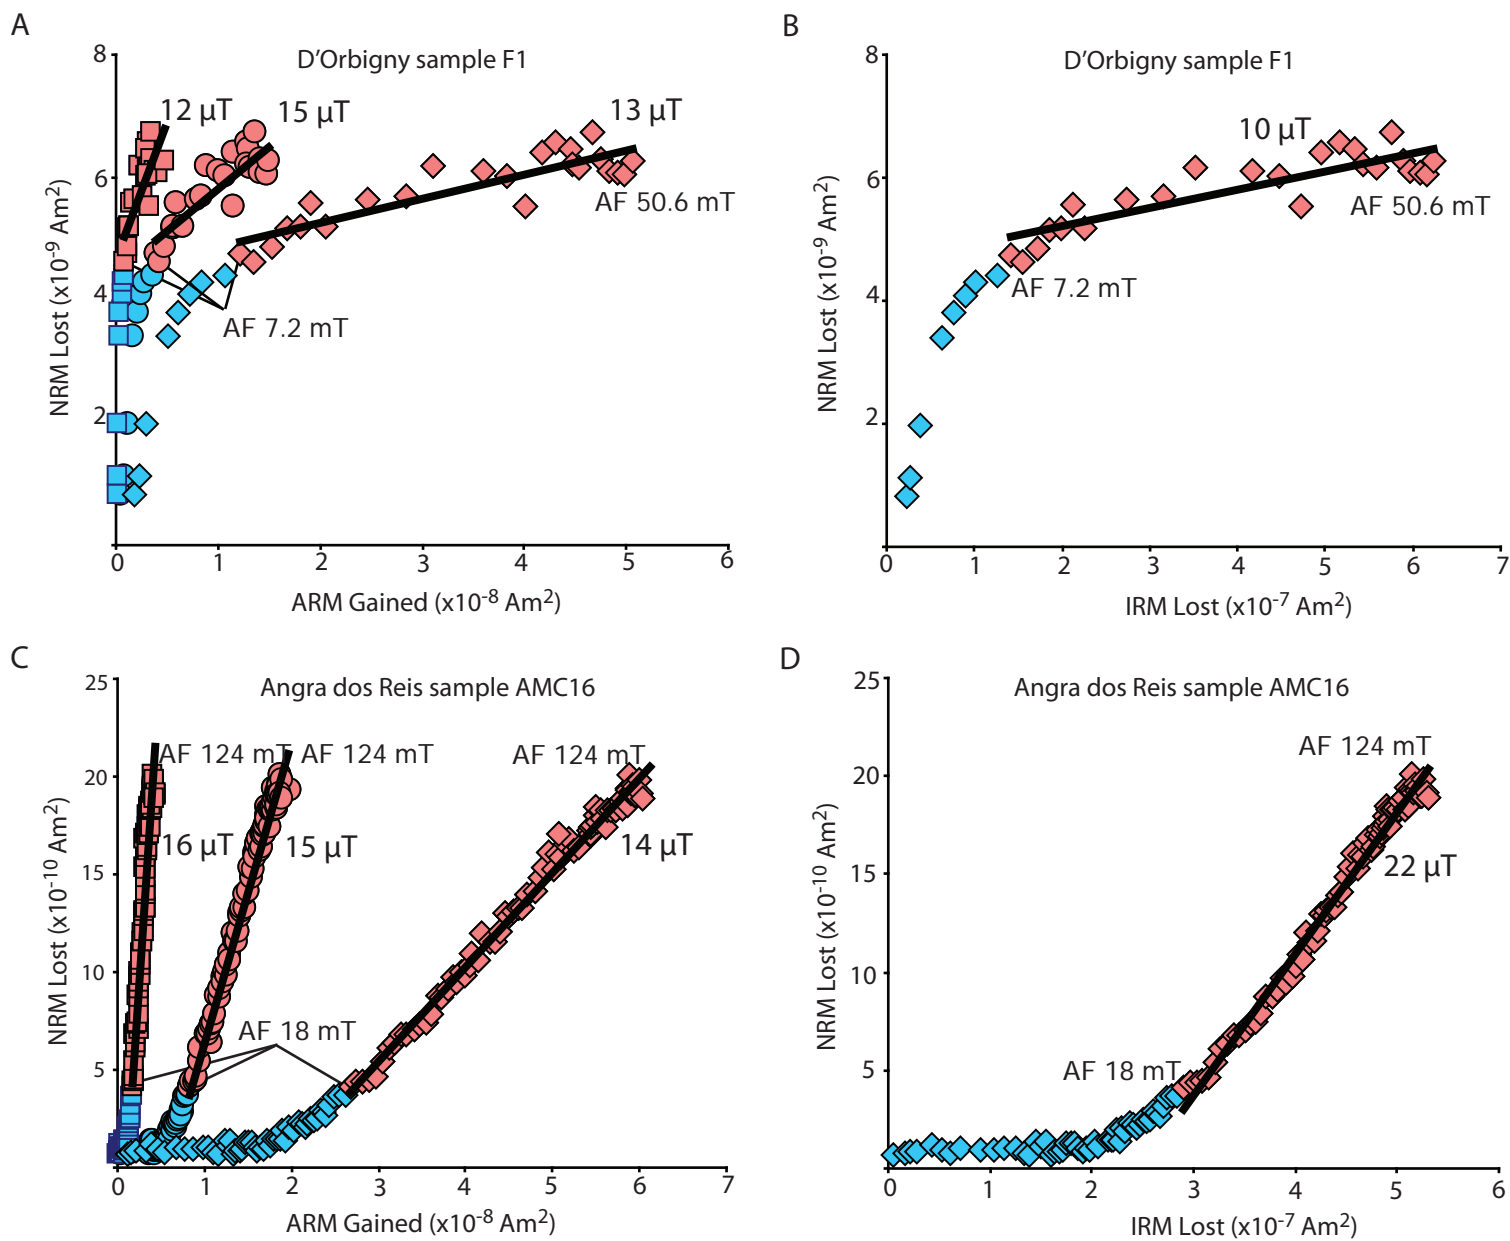 A
D'Orbigny sample F1
8
6
4
2
NRM Lost (x10-9 Am2)
12 µT
15 µT
13 µT
AF 50.6 mT
AF 7.2 mT
0 1 2 3 4 5 6
ARM Gained (x10-8 Am2)
B
D'Orbigny sample F1
8
6
4
2
NRM Lost (x10-9 Am2)
10 µT
AF 50.6 mT
AF 7.2 mT
0 1 2 3 4 5 6 7
IRM Lost (x10-7 Am2)
C
Angra dos Reis sample AMC16
25
20
15
10
5
NRM Lost (x10-10 Am2)
AF 124 mT
AF 124 mT
AF 124 mT
16 µT
15 µT
14 µT
AF 18 mT
0 1 2 3 4 5 6 7
ARM Gained (x10-8 Am2)
D
Angra dos Reis sample AMC16
25
20
15
10
5
NRM Lost (x10-10 Am2)
AF 124 mT
22 µT
AF 18 mT
0 1 2 3 4 5 6
IRM Lost (x10-7 Am2)